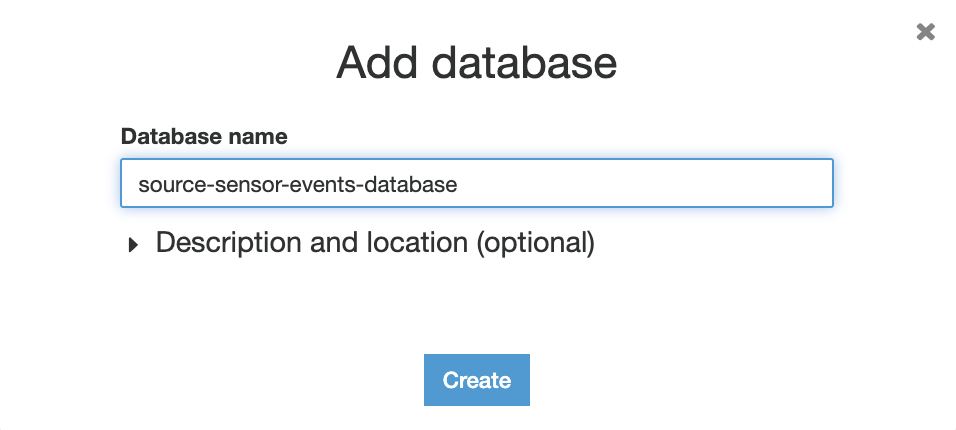 Add database
Database name
source-sensor-events-database
Description and location (optional)
Create